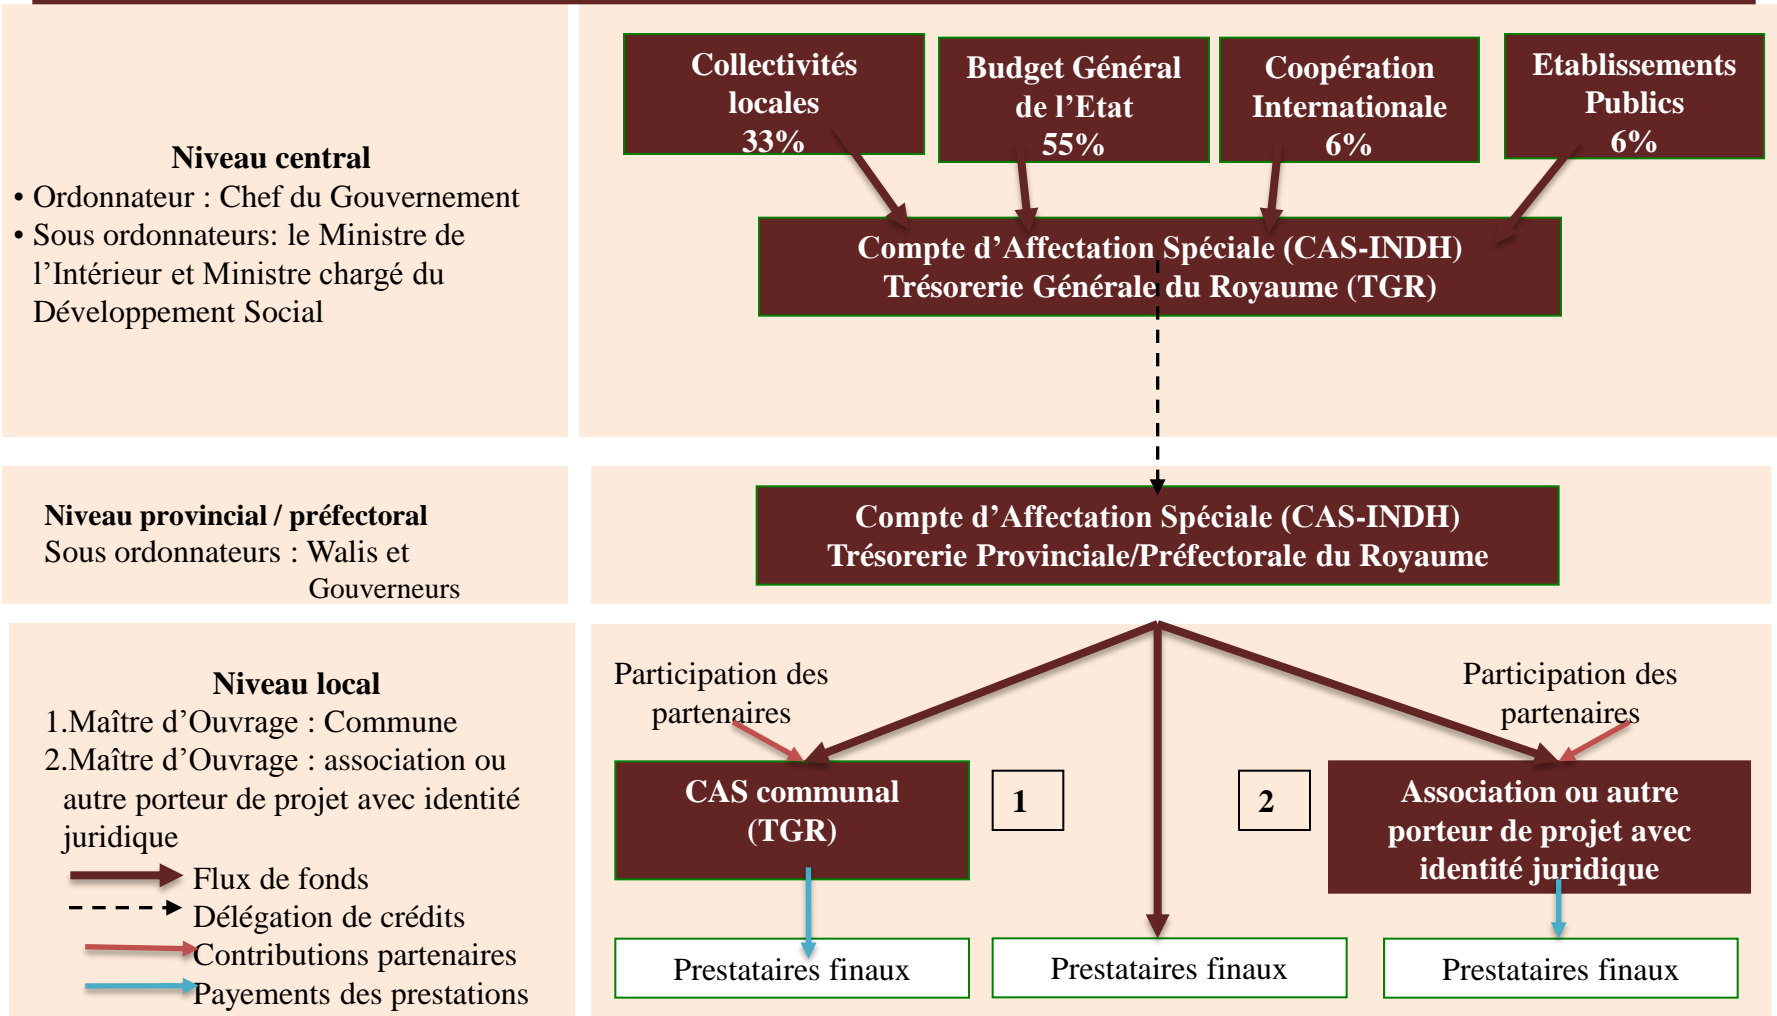 Collectivités
locales
33%
Budget Général
de l’Etat
55%
Coopération
Internationale
6%
Etablissements
Publics
6%
Niveau central
• Ordonnateur : Chef du Gouvernement
• Sous ordonnateurs: le Ministre de
l’Intérieur et Ministre chargé du
Développement Social
Compte d’Affectation Spéciale (CAS-INDH)
Trésorerie Générale du Royaume (TGR)
Niveau provincial / préfectoral
Sous ordonnateurs : Walis et
Gouverneurs
Compte d’Affectation Spéciale (CAS-INDH)
Trésorerie Provinciale/Préfectorale du Royaume
Niveau local
1.Maître d’Ouvrage : Commune
2.Maître d’Ouvrage : association ou
autre porteur de projet avec identité
juridique
Flux de fonds
Délégation de crédits
Contributions partenaires
Payements des prestations
Participation des
partenaires
Participation des
partenaires
CAS communal
(TGR)
1
2
Association ou autre
porteur de projet avec
identité juridique
Prestataires finaux
Prestataires finaux
Prestataires finaux